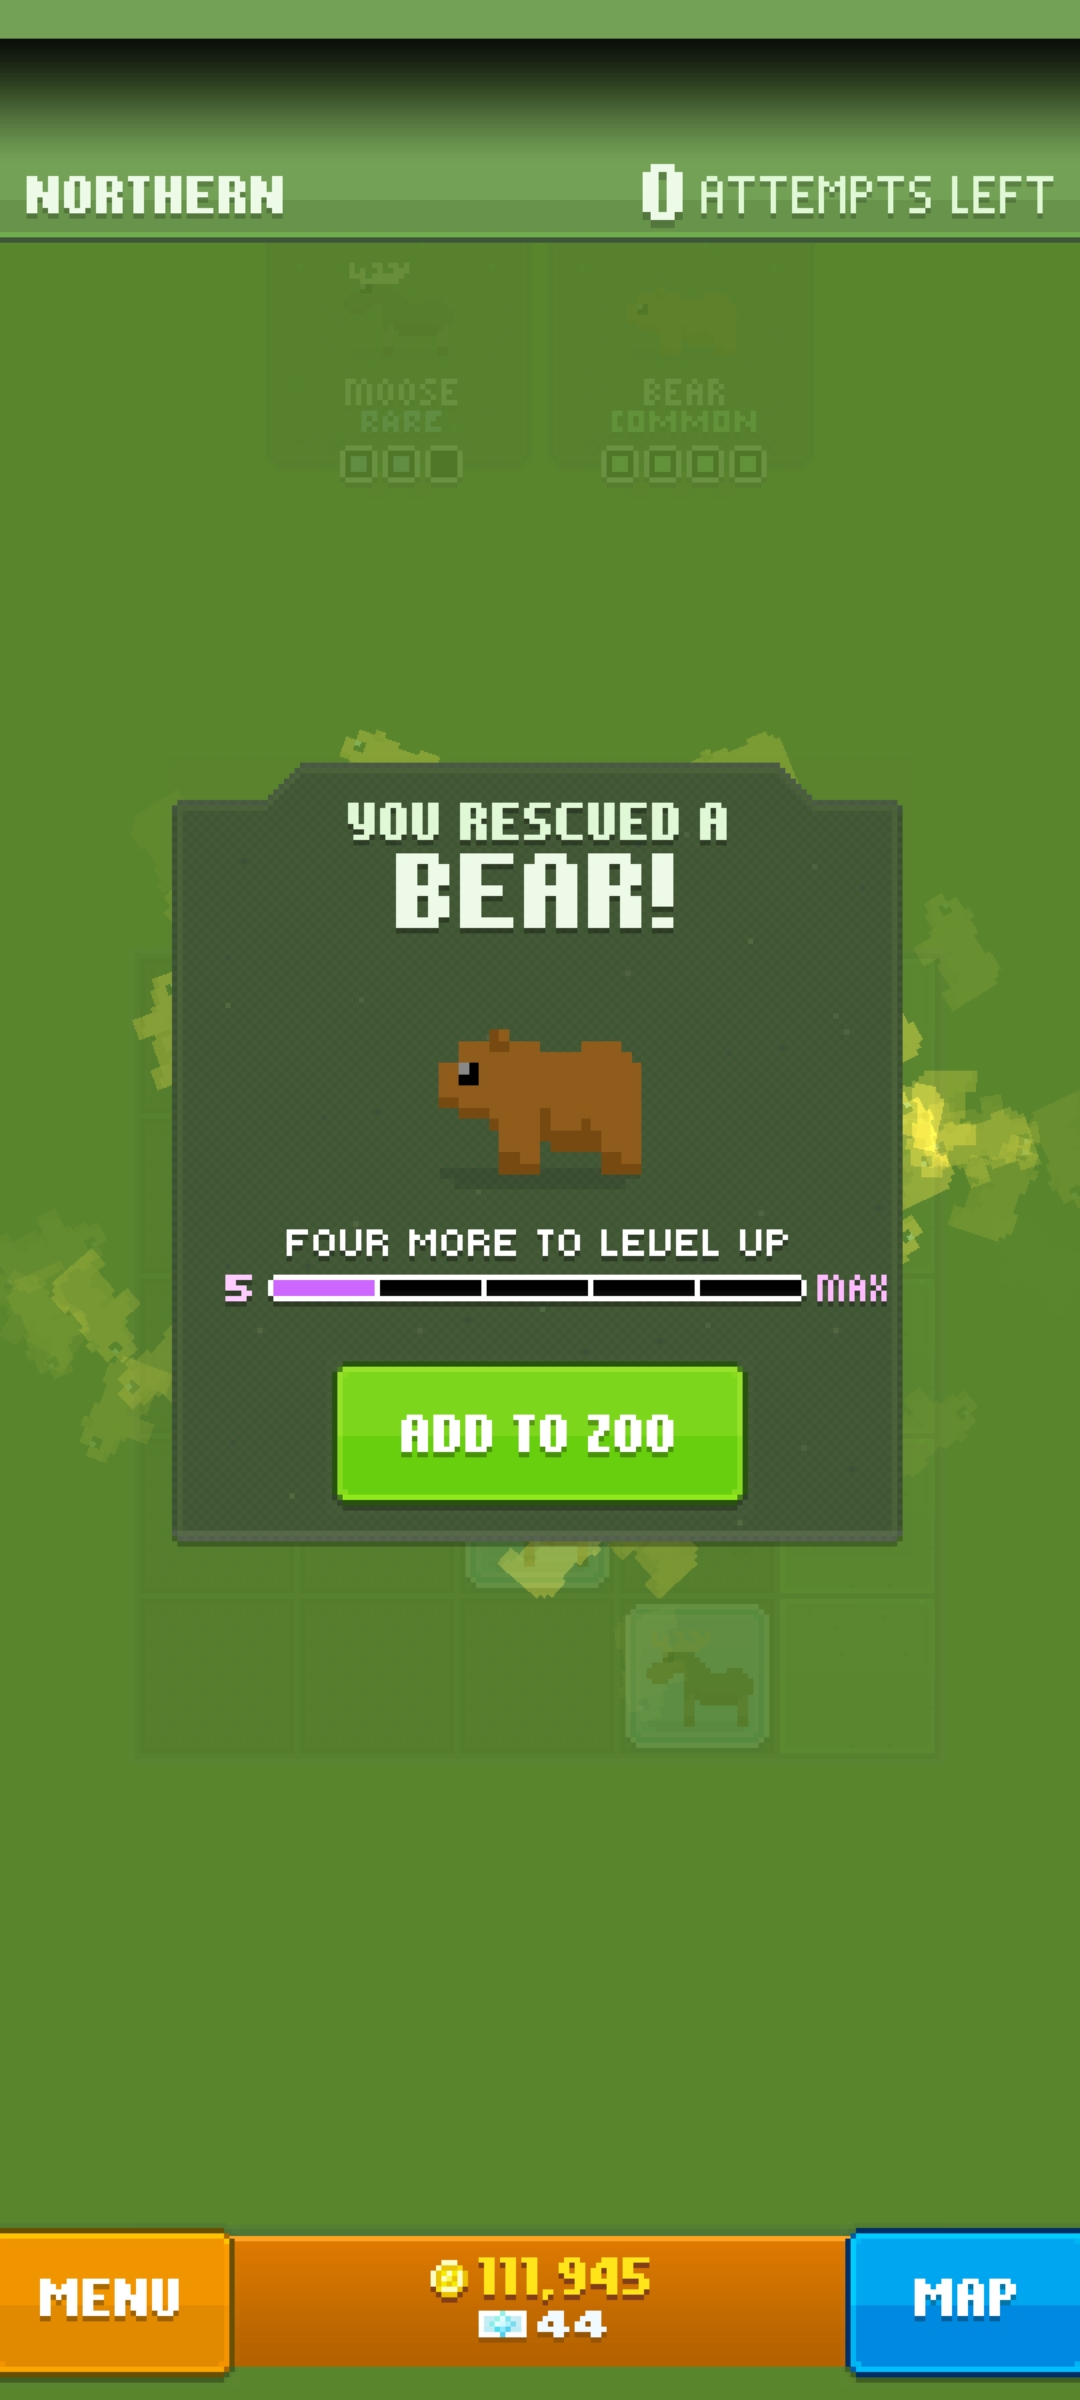 NORTHERN
0 ATTEMPTS LEFT
MOOSE
RARE
BEAR
COMMON
YOU RESCUED A
BEAR!
FOUR MORE TO LEVEL UP
5
MAX
ADD TO ZOO
MENU
111,945
44
MAP